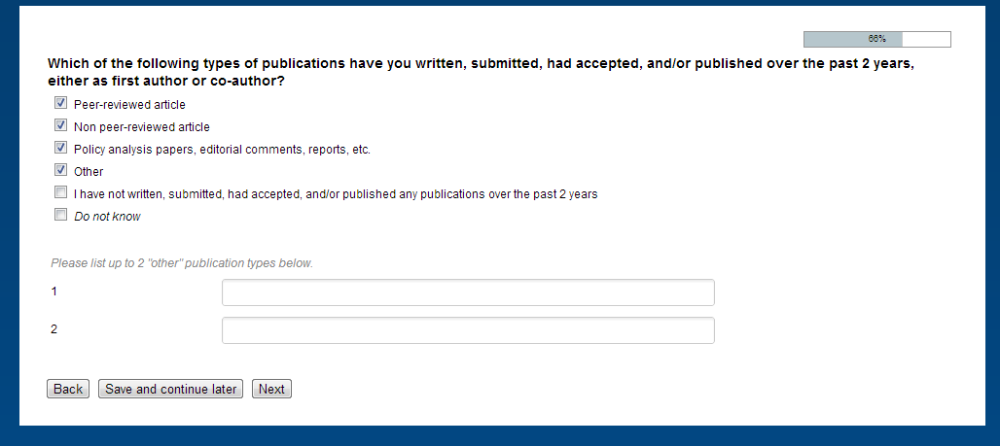 66%
Which of the following types of publications have you written, submitted, had accepted, and/or published over the past 2 years,
either as first author or co-author?
Peer-reviewed article
Non peer-reviewed article
Policy analysis papers, editorial comments, reports, etc.
Other
I have not written, submitted, had accepted, and/or published any publications over the past 2 years
Do not know
Please list up to 2 "other" publication types below.
1
2
Back Save and continue later Next